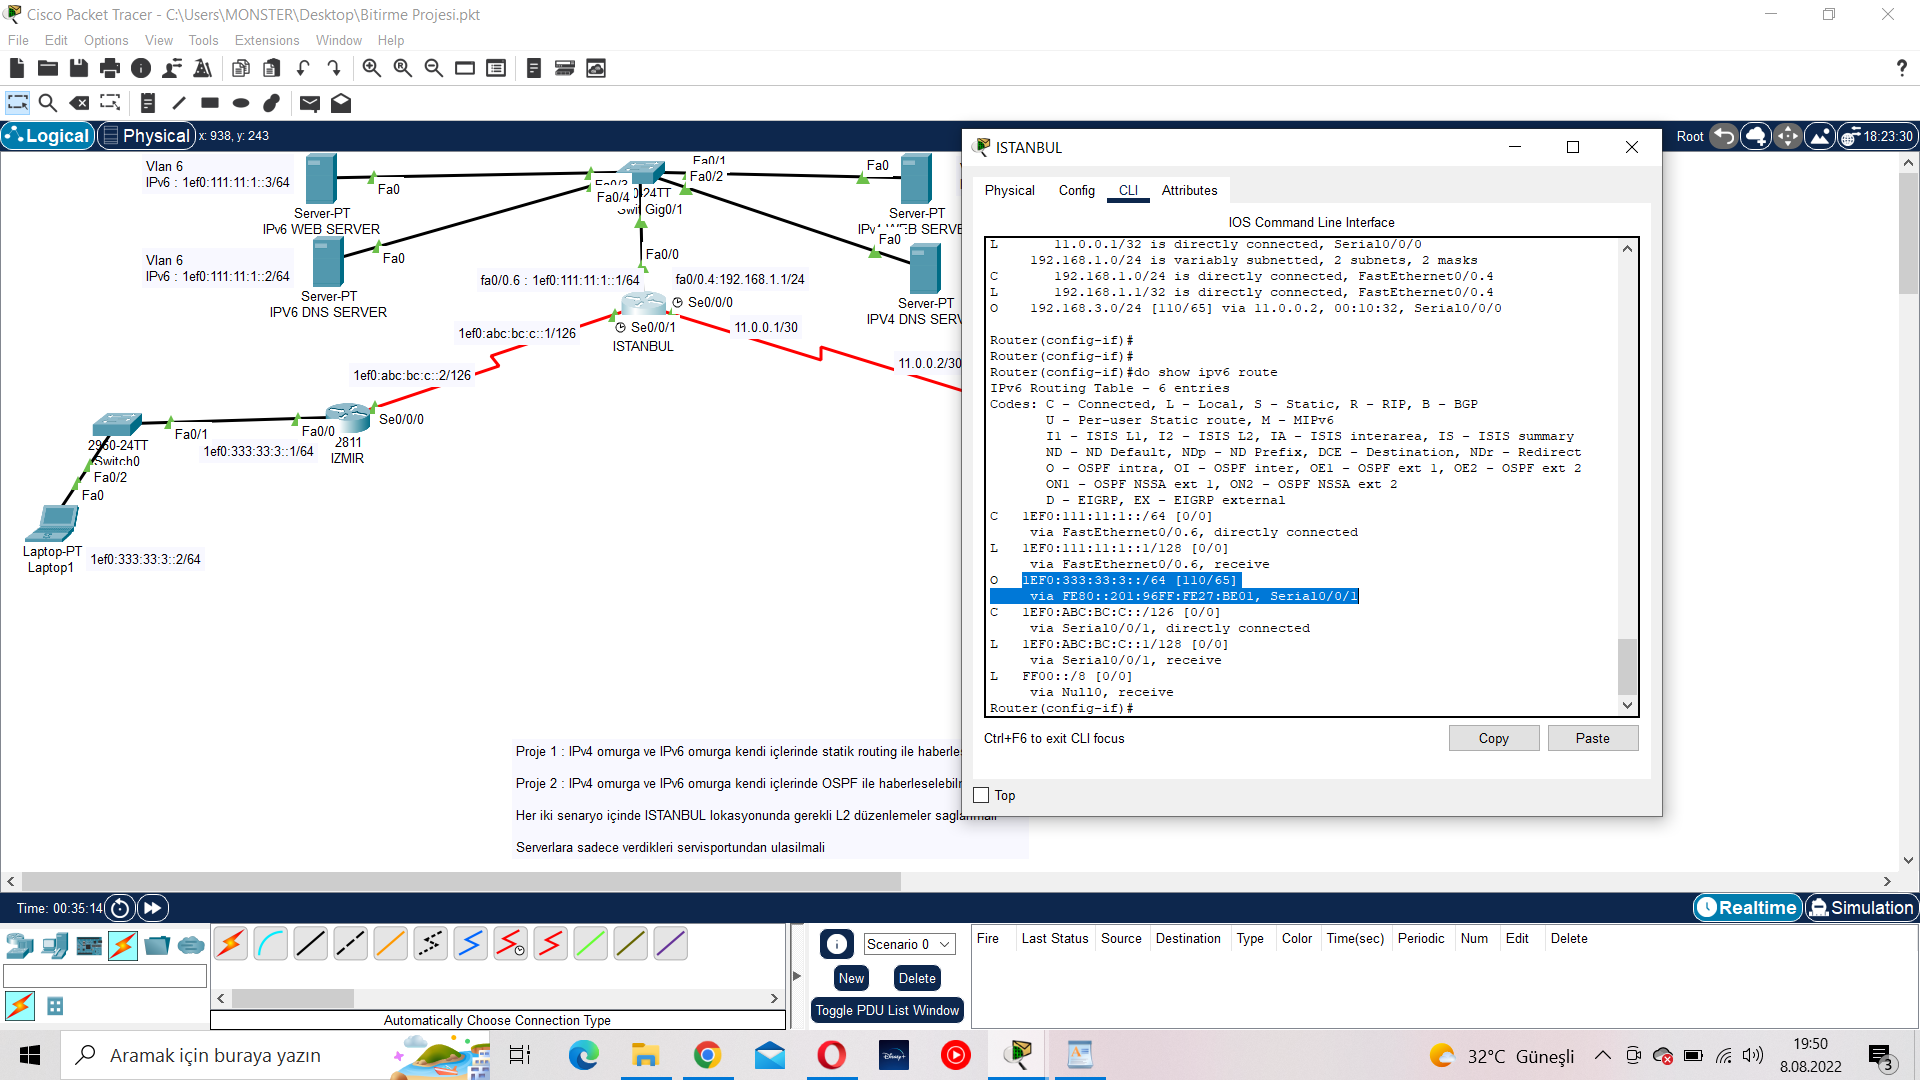 Cisco Packet Tracer - C:\Users\MONSTER\Desktop\Bitirme Projesi.pkt
File Edit Options View Tools Extensions Window Help
?
Logical Physical x: 938, y: 243
Root 18:23:30
Vlan 6
IPv6 : 1ef0:111:11:1::3/64
Fa0
Server-PT
IPv6 WEB SERVER
Vlan 6
IPv6 : 1ef0:111:11:1::2/64
Fa0
Server-PT
IPV6 DNS SERVER
Fa0/1
Fa0/2
Fa0/3
Fa0/4
Gig0/1
Fa0
Server-PT
Fa0
Server-PT
Fa0/0
fa0/0.6 : 1ef0:111:11:1::1/64
fa0/0.4:192.168.1.1/24
Se0/0/0
Se0/0/1
ISTANBUL
1ef0:abc:bc:c::1/126
11.0.0.1/30
11.0.0.2/30
1ef0:abc:bc:c::2/126
Se0/0/0
Fa0/0
2811
IZMIR
Fa0/1
1ef0:333:33:3::1/64
2950-24TT
Switch0
Fa0/2
Fa0
Laptop-PT
Laptop1
1ef0:333:33:3::2/64
Proje 1 : IPv4 omurga ve IPv6 omurga kendi içlerinde statik routing ile
Proje 2 : IPv4 omurga ve IPv6 omurga kendi içlerinde OSPF ile
Her iki senaryo içinde ISTANBUL lokasyonunda gerekli L2 düzenlemeler
Serverlara sadece verdikleri servisportundan ulasilmali
ISTANBUL
Physical Config CLI Attributes
IOS Command Line Interface
L 11.0.0.1/32 is directly connected, Serial0/0/0
192.168.1.0/24 is variably subnetted, 2 subnets, 2 masks
C 192.168.1.0/24 is directly connected, FastEthernet0/0.4
L 192.168.1.1/32 is directly connected, FastEthernet0/0.4
O 192.168.3.0/24 [110/65] via 11.0.0.2, 00:10:32, Serial0/0/0
Router(config-if)#
Router(config-if)#
Router(config-if)#do show ipv6 route
IPv6 Routing Table - 6 entries
Codes: C - Connected, L - Local, S - Static, R - RIP, B - BGP
U - Per-user Static route, M - MIPv6
I1 - ISIS L1, I2 - ISIS L2, IA - ISIS interarea, IS - ISIS summary
ND - ND Default, NDp - ND Prefix, DCE - Destination, NDr - Redirect
O - OSPF intra, OI - OSPF inter, OE1 - OSPF ext 1, OE2 - OSPF ext 2
ON1 - OSPF NSSA ext 1, ON2 - OSPF NSSA ext 2
D - EIGRP, EX - EIGRP external
C 1EF0:111:11:1::/64 [0/0]
via FastEthernet0/0.6, directly connected
L 1EF0:111:11:1::1/128 [0/0]
via FastEthernet0/0.6, receive
O 1EF0:333:33:3::/64 [110/65]
via FE80::201:96FF:FE27:BE01, Serial0/0/1
C 1EF0:ABC:BC:C::/126 [0/0]
via Serial0/0/1, directly connected
L 1EF0:ABC:BC:C::1/128 [0/0]
via Serial0/0/1, receive
L FF00::/8 [0/0]
via Null0, receive
Router(config-if)#
Ctrl+F6 to exit CLI focus
Copy Paste
Top
Time: 00:35:14
Realtime Simulation
Automatically Choose Connection Type
Scenario 0
New Delete
Toggle PDU List Window
Fire Last Status Source Destination Type Color Time(sec) Periodic Num Edit Delete
Aramak için buraya yazın
Disney+
32°C Güneşli
19:50
8.08.2022
3